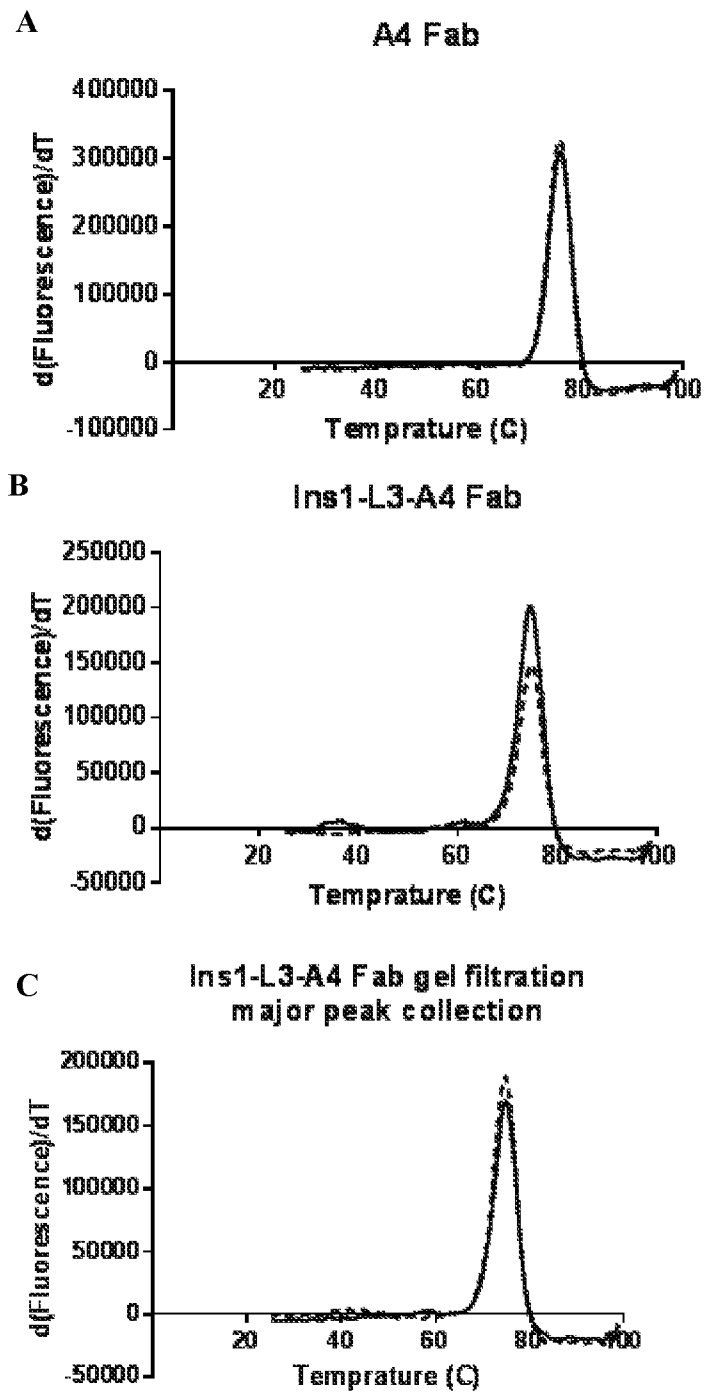 A
A4 Fab
400000
300000
200000
100000
0
-100000
d(Fluorescence)/dT
20 40 60 80 100
Temprature (C)
B
Ins1-L3-A4 Fab
250000
200000
150000
100000
50000
0
-50000
d(Fluorescence)/dT
20 40 60 80 100
Temprature (C)
C
Ins1-L3-A4 Fab gel filtration
major peak collection
200000
150000
100000
50000
0
-50000
d(Fluorescence)/dT
20 40 60 80 100
Temprature (C)